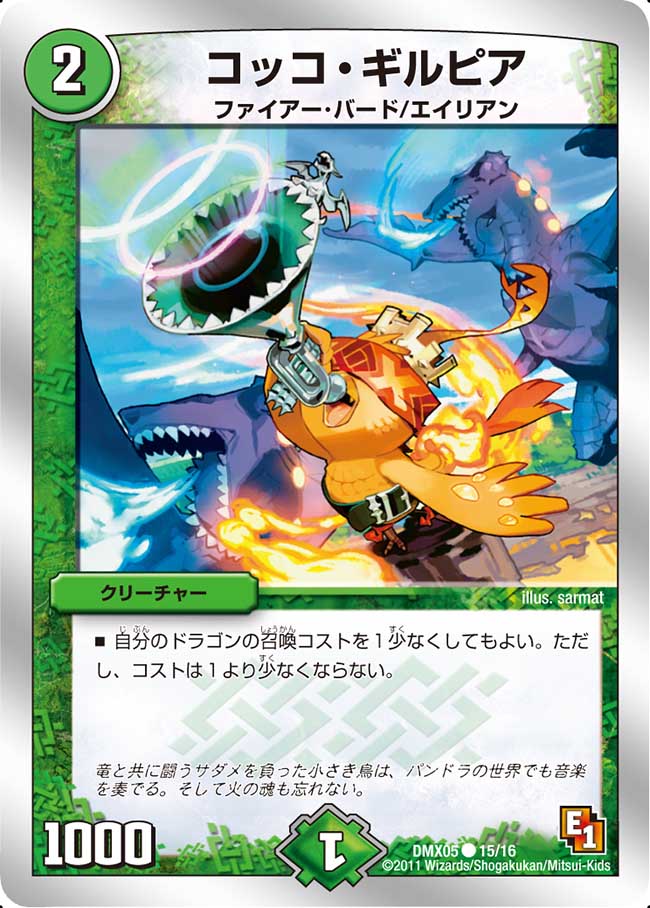 2
コッコ・ギルピア
ファイアー・バード/エイリアン
illus. sarmat
クリーチャー
■ 自分のドラゴンの召喚コストを1少なくしてもよい。ただ
し、コストは1より少なくならない。
竜と共に闘うサダメを負った小さき鳥は、パンドラの世界でも音楽
を奏でる。そして火の魂も忘れない。
1000
1
E1
DMX05 ● 15/16
©2011 Wizards/Shogakukan/Mitsui-Kids